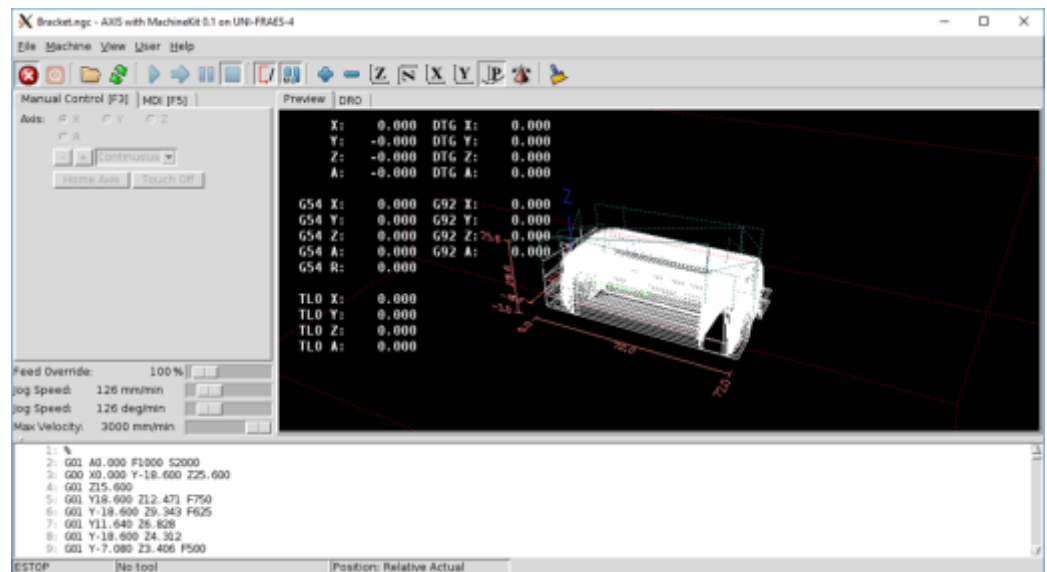 Bracket.ngc - AXIS with MachineKit 0.1 on UNI-FRAES-4
File Machine View User Help
Z N X Y P
Manual Control [F3] MDI [F5]
Preview DRO
Axis: X Y Z
A
- + Continuous
Home Axis Touch Off
X: 0.000 DTG X: 0.000
Y: -0.000 DTG Y: 0.000
Z: -0.000 DTG Z: 0.000
A: -0.000 DTG A: 0.000
G54 X: 0.000 G92 X: 0.000
G54 Y: 0.000 G92 Y: 0.000
G54 Z: 0.000 G92 Z: 0.000
G54 A: 0.000 G92 A: 0.000
G54 R: 0.000
TLO X: 0.000
TLO Y: 0.000
TLO Z: 0.000
TLO A: 0.000
Z
Feed Override: 100 %
Jog Speed: 126 mm/min
Jog Speed: 126 deg/min
Max Velocity: 3000 mm/min
1: %
2: G01 A0.000 F1000 S2000
3: G00 X0.000 Y-18.600 Z25.600
4: G01 Z15.600
5: G01 Y18.600 Z12.471 F750
6: G01 Y-18.600 Z9.343 F625
7: G01 Y11.640 Z6.828
8: G01 Y-18.600 Z4.312
9: G01 Y-7.080 Z3.406 F500
ESTOP No tool Position: Relative Actual